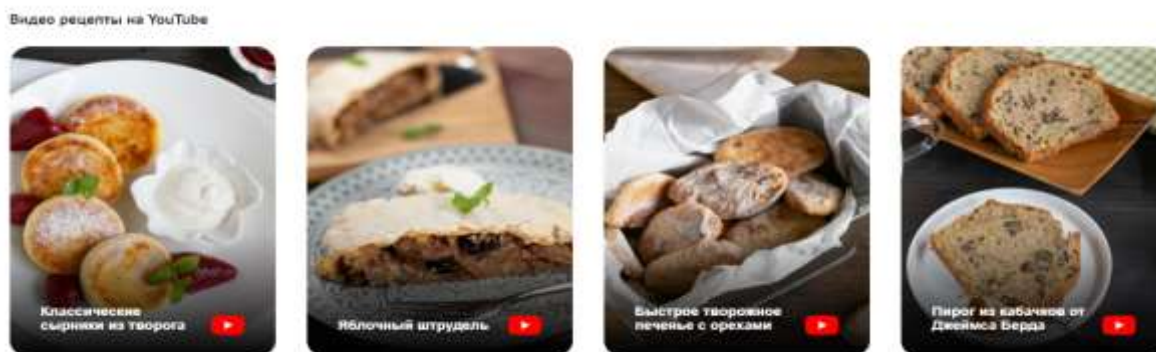 Видео рецепты на YouTube
Классические
сырники из творога
Яблочный штрудель
Быстрое творожное
печенье с орехами
Пирог из кабачков от
Джеймса Берда